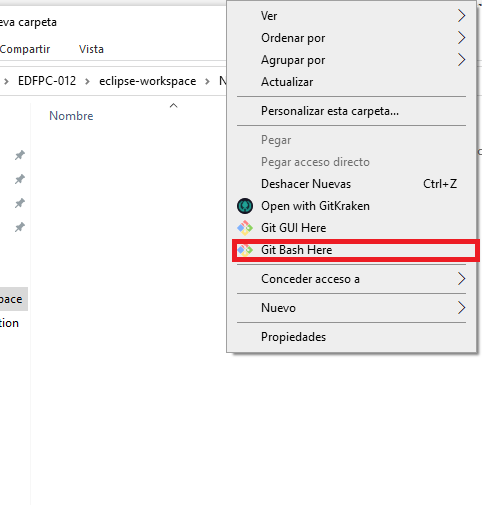 eva carpeta
Compartir Vista
EDFPC-012 > eclipse-workspace > N
Nombre
pace
tion
Ver
Ordenar por
Agrupar por
Actualizar
Personalizar esta carpeta...
Pegar
Pegar acceso directo
Deshacer Nuevas Ctrl+Z
Open with GitKraken
Git GUI Here
Git Bash Here
Conceder acceso a
Nuevo
Propiedades